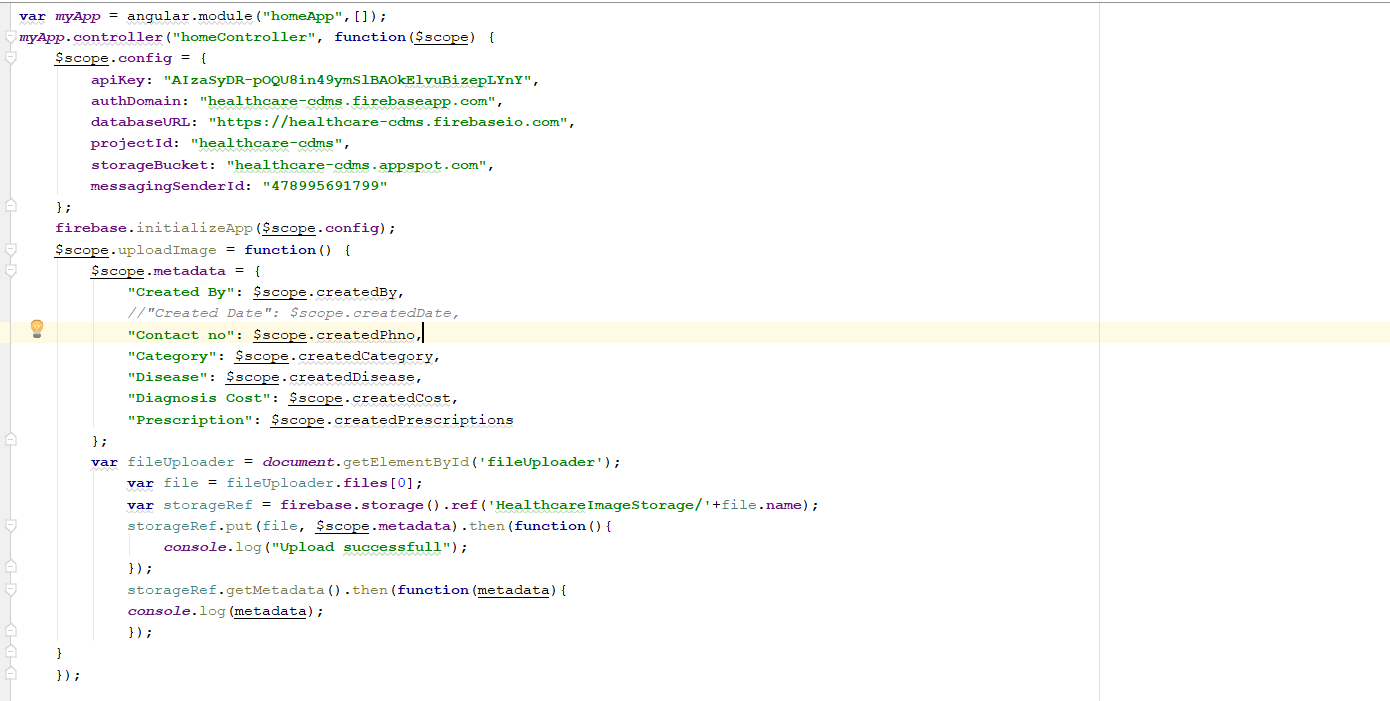 var myApp = angular.module("homeApp",[]);
myApp.controller("homeController", function($scope) {
$scope.config = {
apiKey: "AIzaSyDR-pOQU8in49ymSlBAOkElvuBizepLYnY",
authDomain: "healthcare-cdms.firebaseapp.com",
databaseURL: "https://healthcare-cdms.firebaseio.com",
projectId: "healthcare-cdms",
storageBucket: "healthcare-cdms.appspot.com",
messagingSenderId: "478995691799"
};
firebase.initializeApp($scope.config);
$scope.uploadImage = function() {
$scope.metadata = {
"Created By": $scope.createdBy,
//"Created Date": $scope.createdDate,
"Contact no": $scope.createdPhno,
"Category": $scope.createdCategory,
"Disease": $scope.createdDisease,
"Diagnosis Cost": $scope.createdCost,
"Prescription": $scope.createdPrescriptions
};
var fileUploader = document.getElementById('fileUploader');
var file = fileUploader.files[0];
var storageRef = firebase.storage().ref('HealthcareImageStorage/'+file.name);
storageRef.put(file, $scope.metadata).then(function(){
console.log("Upload successfull");
});
storageRef.getMetadata().then(function(metadata){
console.log(metadata);
});
}
});